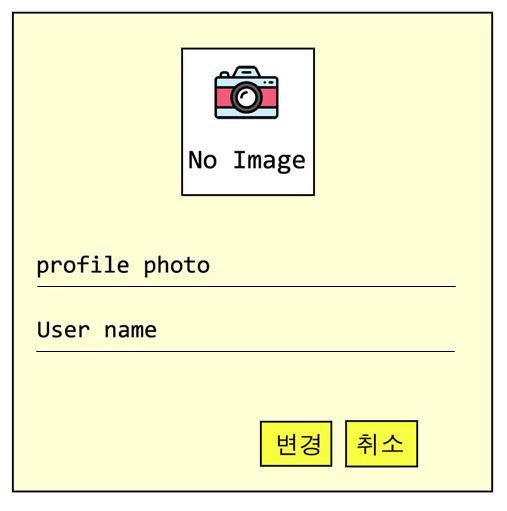 No Image
profile photo
User name
변경 취소